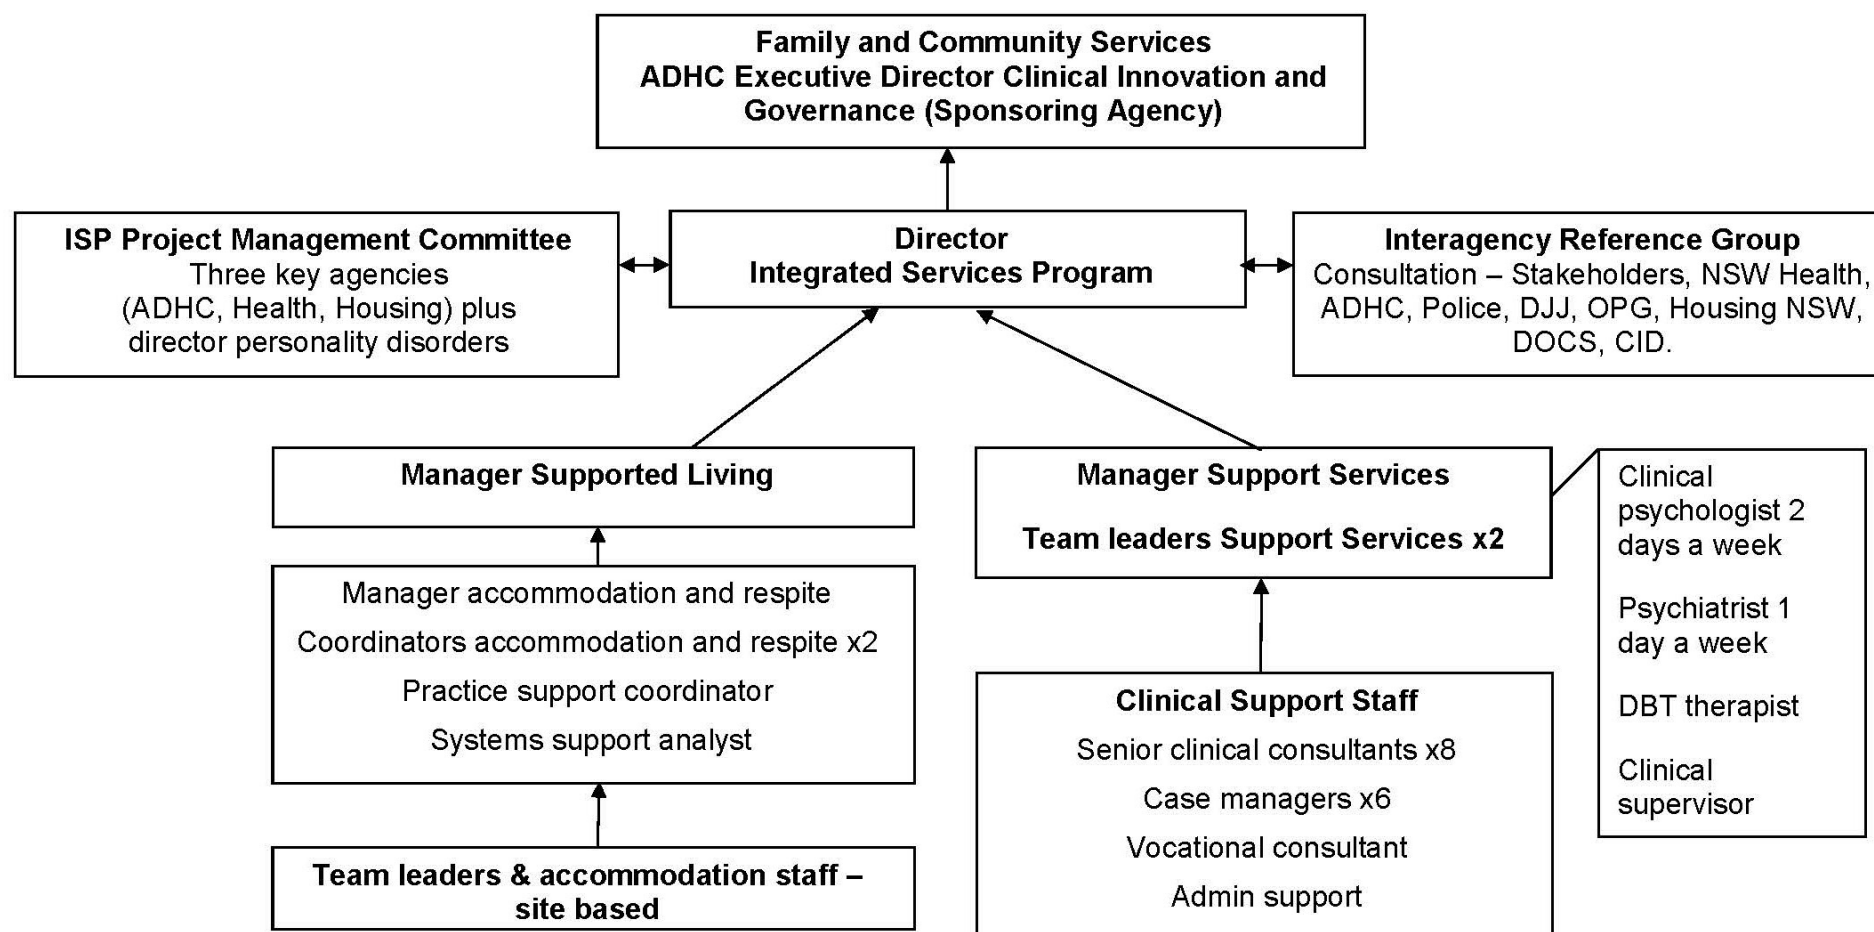 Family and Community Services
ADHC Executive Director Clinical Innovation and
Governance (Sponsoring Agency)
ISP Project Management Committee
Three key agencies
(ADHC, Health, Housing) plus
director personality disorders
Director
Integrated Services Program
Interagency Reference Group
Consultation – Stakeholders, NSW Health,
ADHC, Police, DJJ, OPG, Housing NSW,
DOCS, CID.
Manager Supported Living
Manager accommodation and respite
Coordinators accommodation and respite x2
Practice support coordinator
Systems support analyst
Team leaders & accommodation staff –
site based
Manager Support Services
Team leaders Support Services x2
Clinical Support Staff
Senior clinical consultants x8
Case managers x6
Vocational consultant
Admin support
Clinical
psychologist 2
days a week
Psychiatrist 1
day a week
DBT therapist
Clinical
supervisor